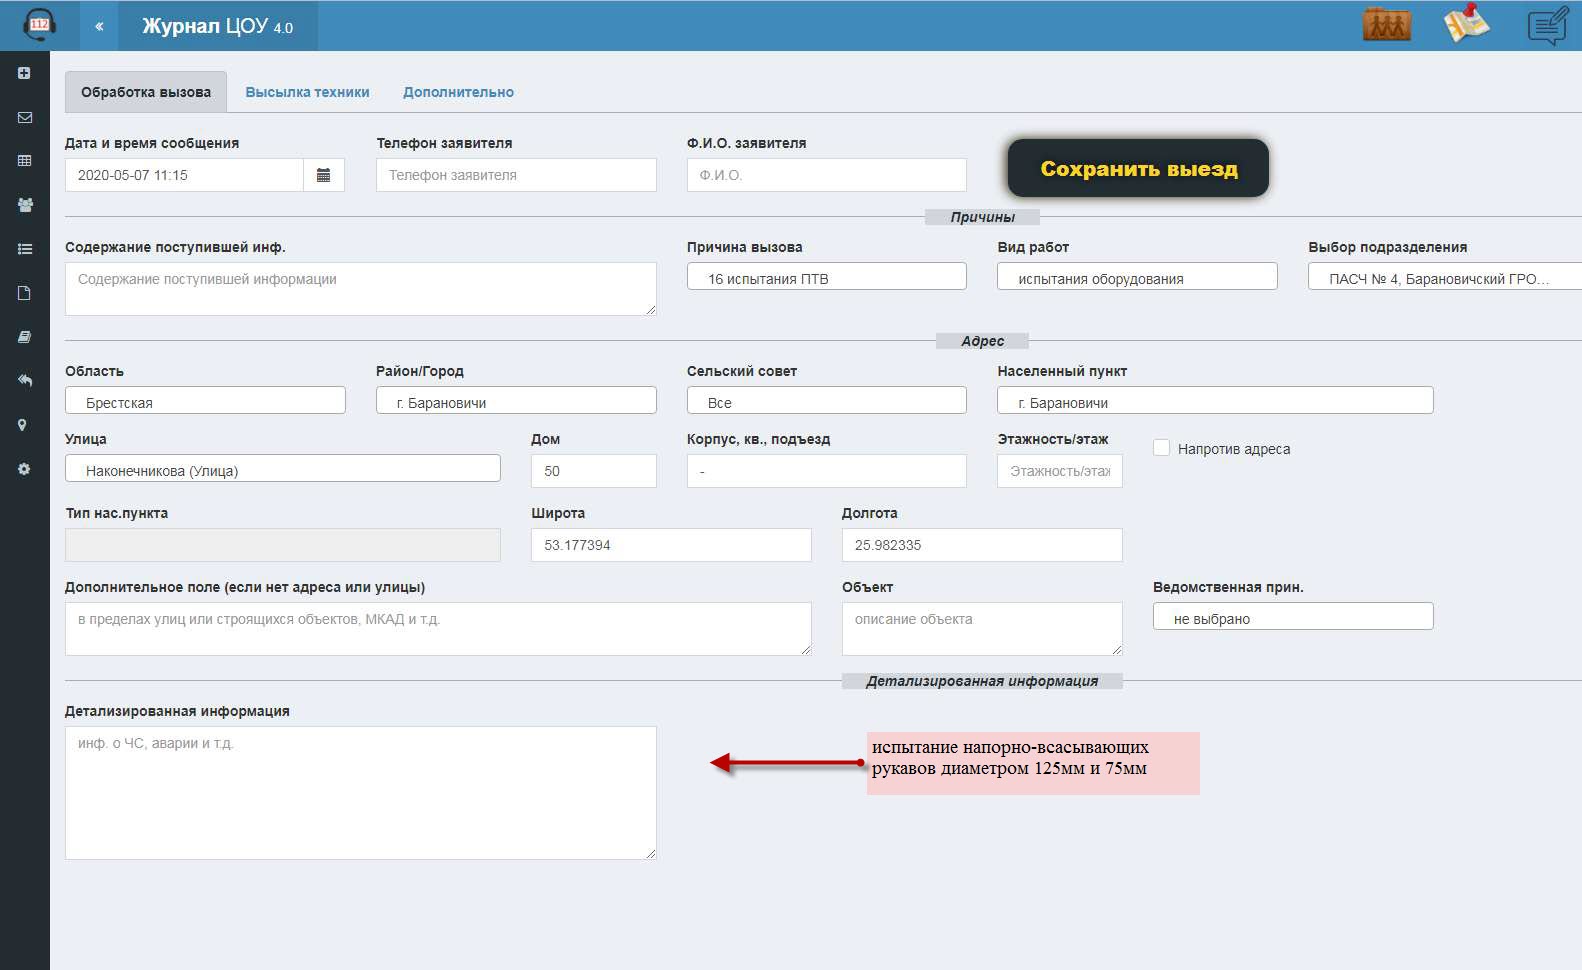 112
«
Журнал ЦОУ 4.0
Обработка вызова
Высылка техники
Дополнительно
Дата и время сообщения
Телефон заявителя
Ф.И.О. заявителя
2020-05-07 11:15
Телефон заявителя
Ф.И.О.
Сохранить выезд
Причины
Содержание поступившей инф.
Причина вызова
Вид работ
Выбор подразделения
Содержание поступившей информации
16 испытания ПТВ
испытания оборудования
ПАСЧ № 4, Барановичский ГРО...
Адрес
Область
Район/Город
Сельский совет
Населенный пункт
Брестская
г. Барановичи
Все
г. Барановичи
Улица
Дом
Корпус, кв., подъезд
Этажность/этаж
Напротив адреса
Наконечникова (Улица)
50
-
Этажность/этаж
Тип нас.пункта
Широта
Долгота
53.177394
25.982335
Дополнительное поле (если нет адреса или улицы)
Объект
Ведомственная прин.
в пределах улиц или строящихся объектов, МКАД и т.д.
описание объекта
не выбрано
Детализированная информация
Детализированная информация
инф. о ЧС, аварии и т.д.
испытание напорно-всасывающих
рукавов диаметром 125мм и 75мм